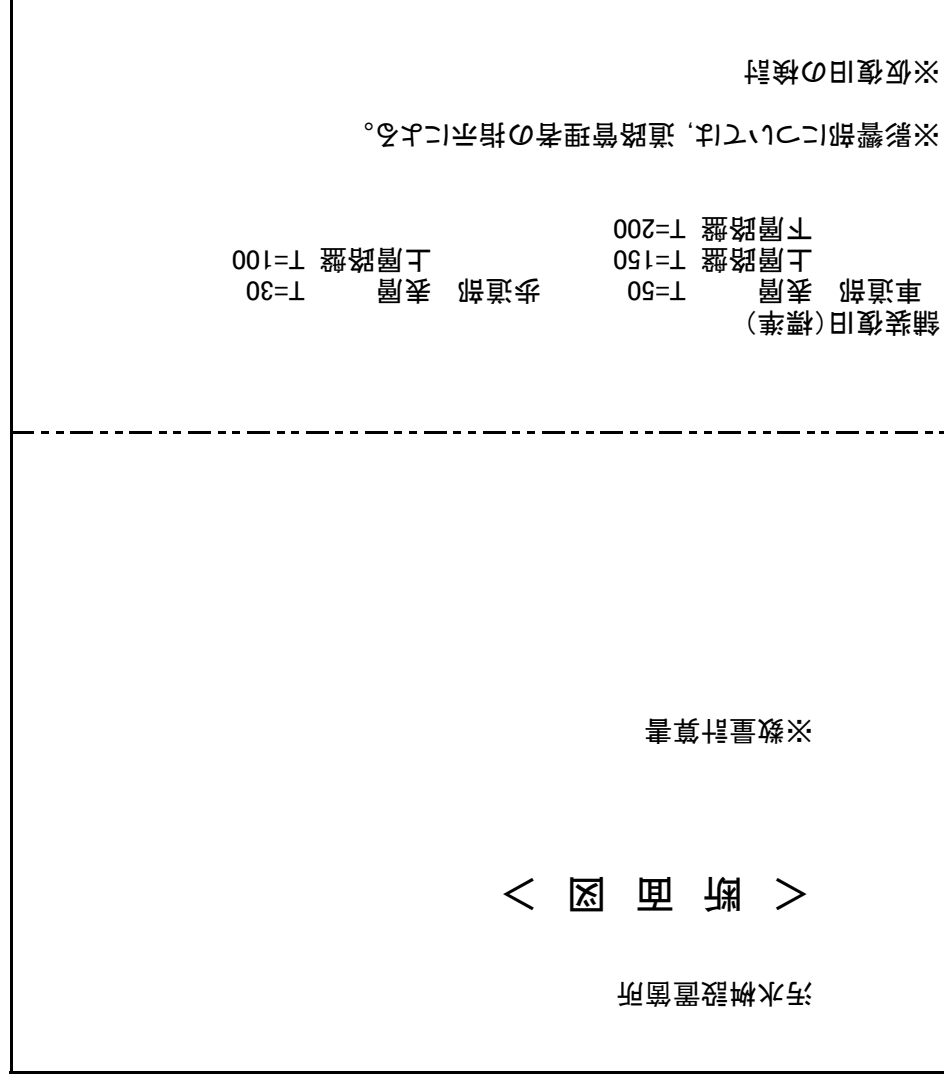 汚水桝設置箇所
＜ 断 面 図 ＞
※数量計算書
舗装復旧(標準)
車道部 表層 T=50 歩道部 表層 T=30
上層路盤 T=150 上層路盤 T=100
下層路盤 T=200
※影響部については, 道路管理者の指示による。
※仮復旧の検討